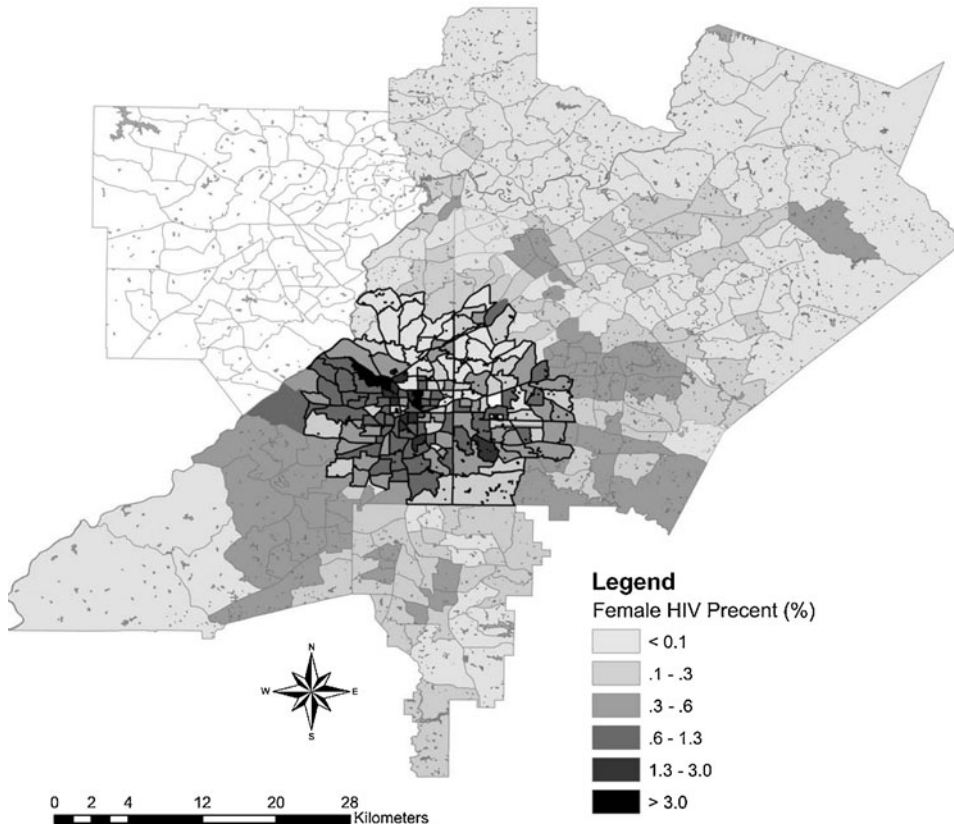 Legend
Female HIV Precent (%)
< 0.1
.1 - .3
.3 - .6
.6 - 1.3
1.3 - 3.0
> 3.0
N
W E
S
0 2 4 12 20 28
Kilometers